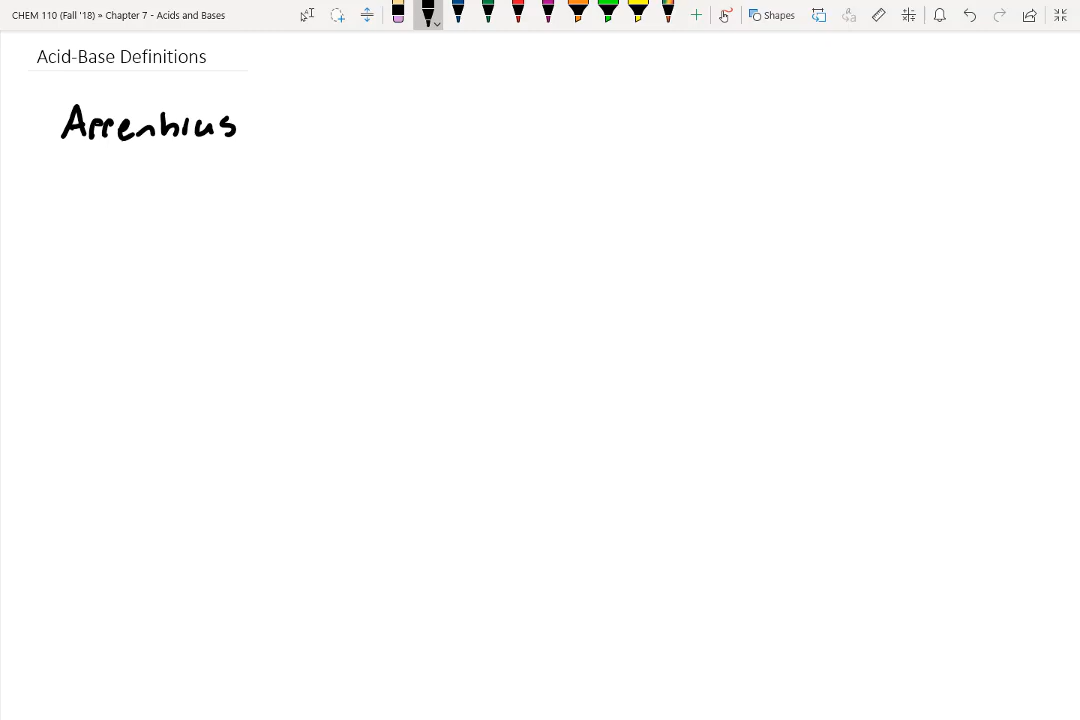 CHEM 110 (Fall '18) » Chapter 7 - Acids and Bases
Shapes
Acid-Base Definitions
Arrenhius